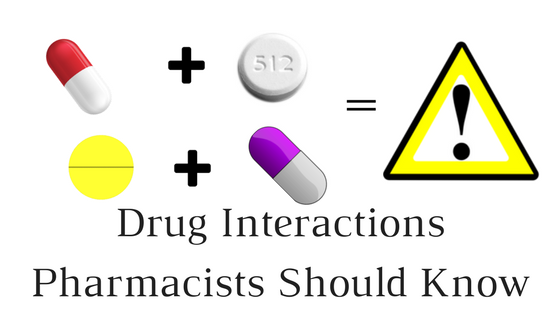 512
Drug Interactions
Pharmacists Should Know